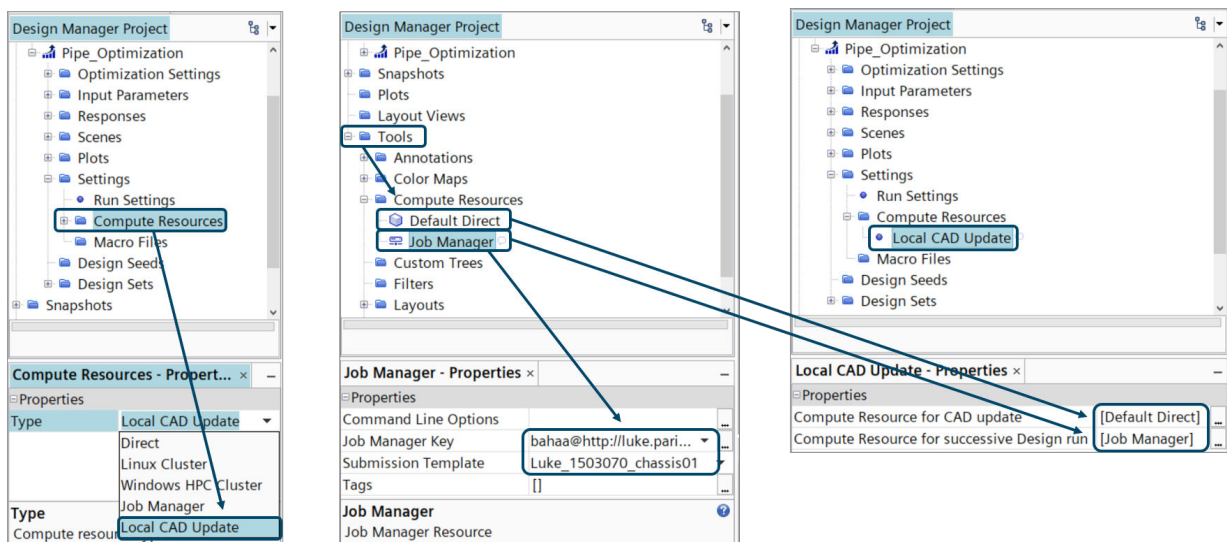 Design Manager Project
Pipe_Optimization
Optimization Settings
Input Parameters
Responses
Scenes
Plots
Settings
Run Settings
Compute Resources
Macro Files
Design Seeds
Design Sets
Snapshots
Compute Resources - Propert... ×
Properties
Type Local CAD Update
Direct
Linux Cluster
Windows HPC Cluster
Job Manager
Local CAD Update
Type
Design Manager Project
Pipe_Optimization
Snapshots
Plots
Layout Views
Tools
Annotations
Color Maps
Compute Resources
Default Direct
Job Manager
Custom Trees
Filters
Layouts
Job Manager - Properties ×
Properties
Command Line Options ...
Job Manager Key bahaa@http://luke.pari... ...
Submission Template Luke_1503070_chassis01
Tags [] ...
Job Manager
Job Manager Resource
Design Manager Project
Pipe_Optimization
Optimization Settings
Input Parameters
Responses
Scenes
Plots
Settings
Run Settings
Compute Resources
Local CAD Update
Macro Files
Design Seeds
Design Sets
Local CAD Update - Properties ×
Properties
Compute Resource for CAD update [Default Direct] ...
Compute Resource for successive Design run [Job Manager] ...